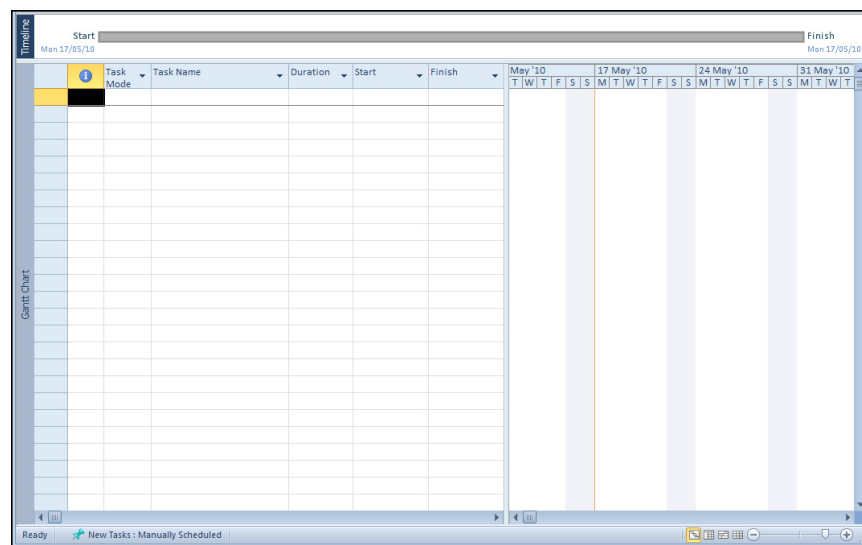 Timeline
Start Finish
Mon 17/05/10 Mon 17/05/10
Task Mode Task Name Duration Start Finish
May '10 17 May '10 24 May '10 31 May '10
T W T F S S M T W T F S S M T W T F S S M T W T
Gantt Chart
Ready New Tasks : Manually Scheduled